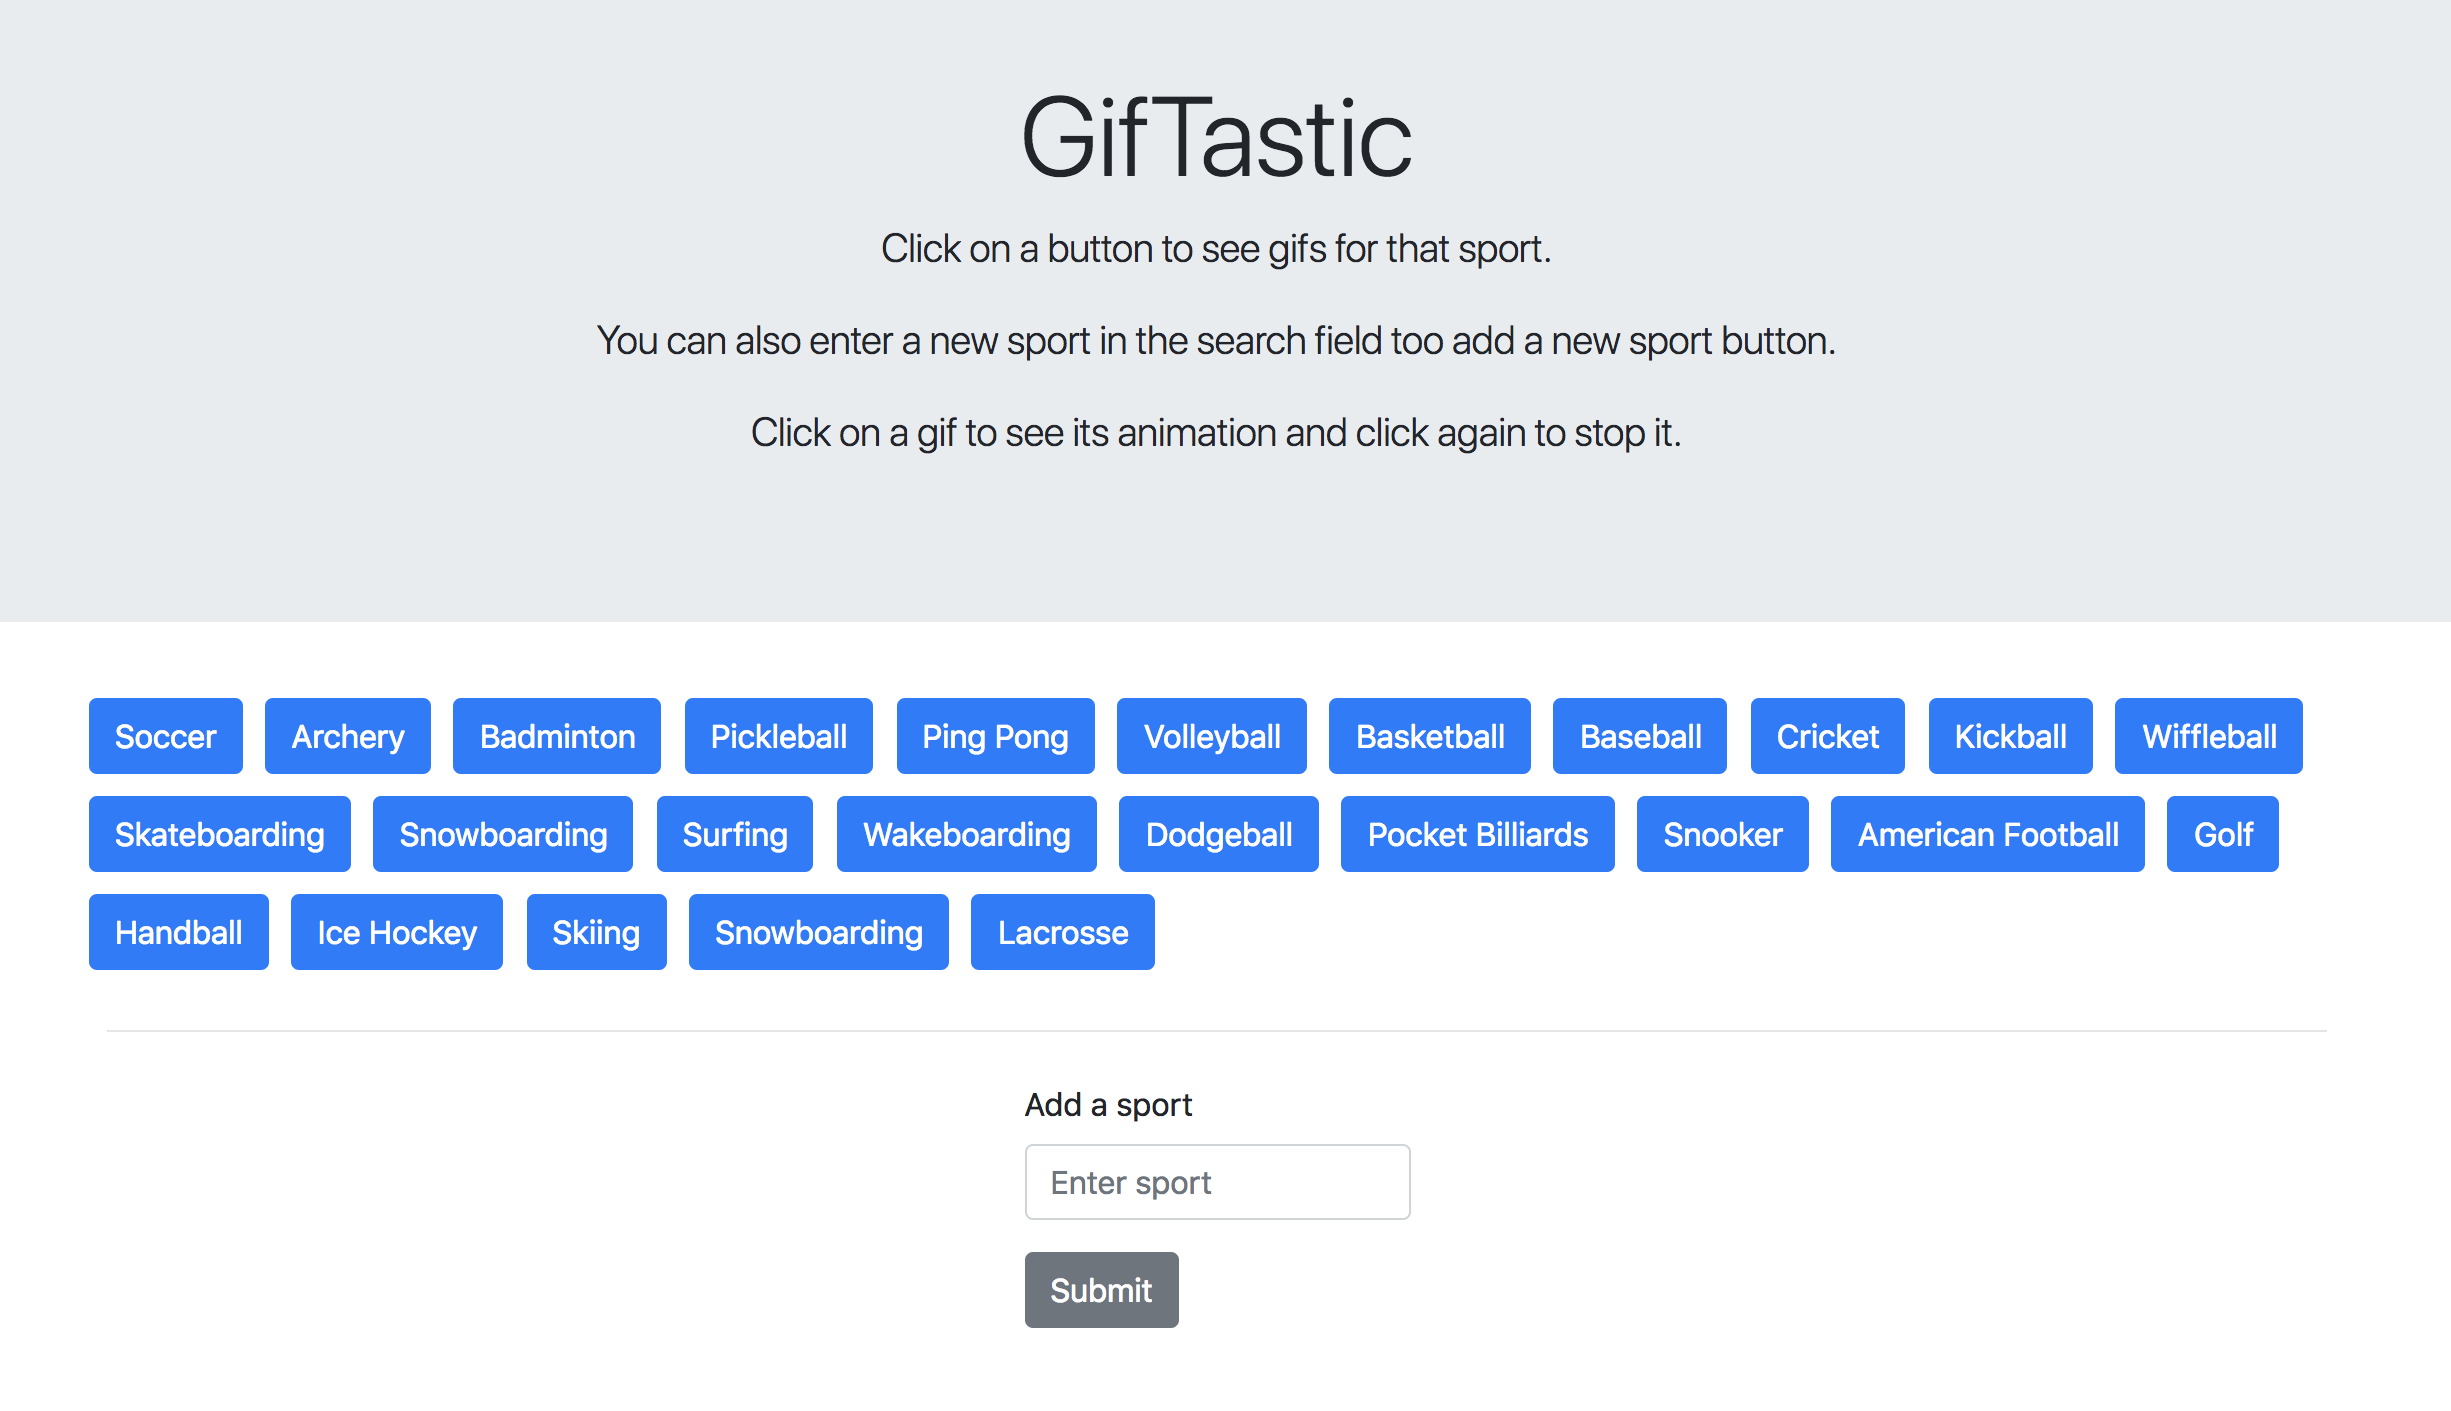 GifTastic
Click on a button to see gifs for that sport.
You can also enter a new sport in the search field too add a new sport button.
Click on a gif to see its animation and click again to stop it.
Soccer Archery Badminton Pickleball Ping Pong Volleyball Basketball Baseball Cricket Kickball Wiffleball
Skateboarding Snowboarding Surfing Wakeboarding Dodgeball Pocket Billiards Snooker American Football Golf
Handball Ice Hockey Skiing Snowboarding Lacrosse
Add a sport
Enter sport
Submit